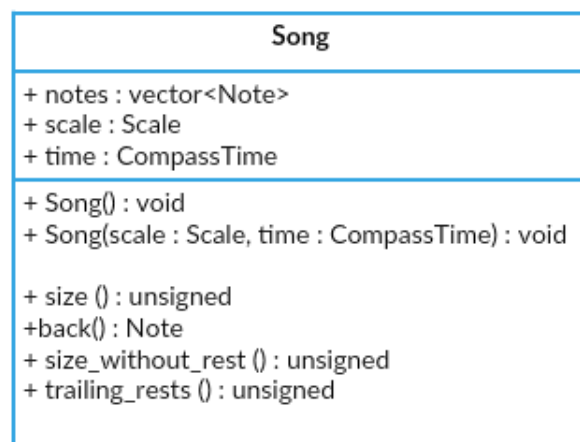 Song
+ notes : vector<Note>
+ scale : Scale
+ time : CompassTime
+ Song() : void
+ Song(scale : Scale, time : CompassTime) : void
+ size () : unsigned
+back() : Note
+ size_without_rest () : unsigned
+ trailing_rests () : unsigned